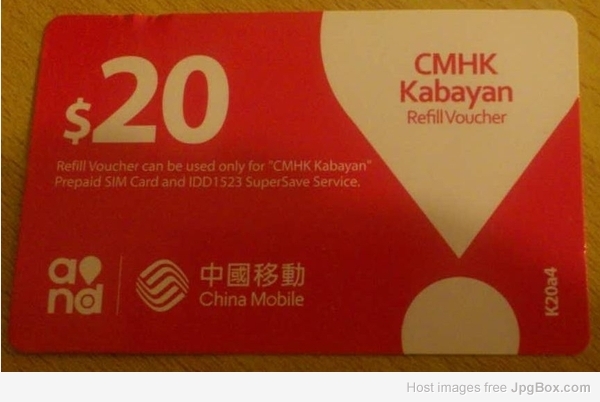 $20
CMHK
Kabayan
Refill Voucher
Refill Voucher can be used only for "CMHK Kabayan"
Prepaid SIM Card and IDD1523 SuperSave Service.
and
中國移動
China Mobile
K20a4
Host images free JpgBox.com